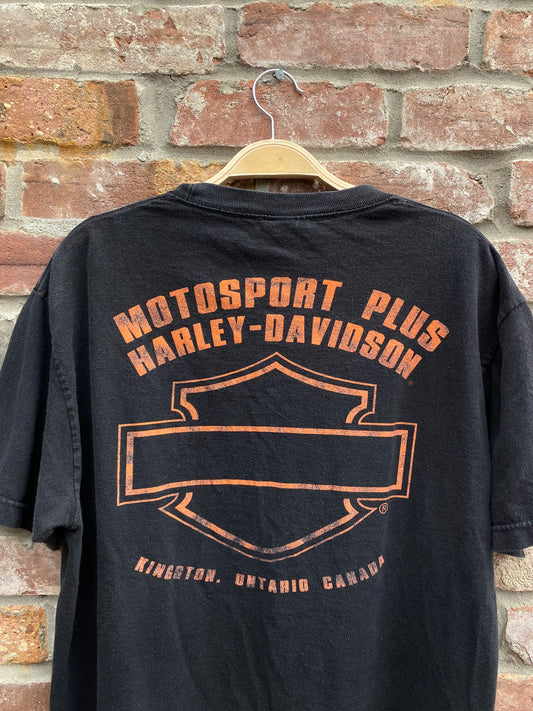 MOTOSPORT PLUS
HARLEY-DAVIDSON
®
KINGSTON, ONTARIO CANADA